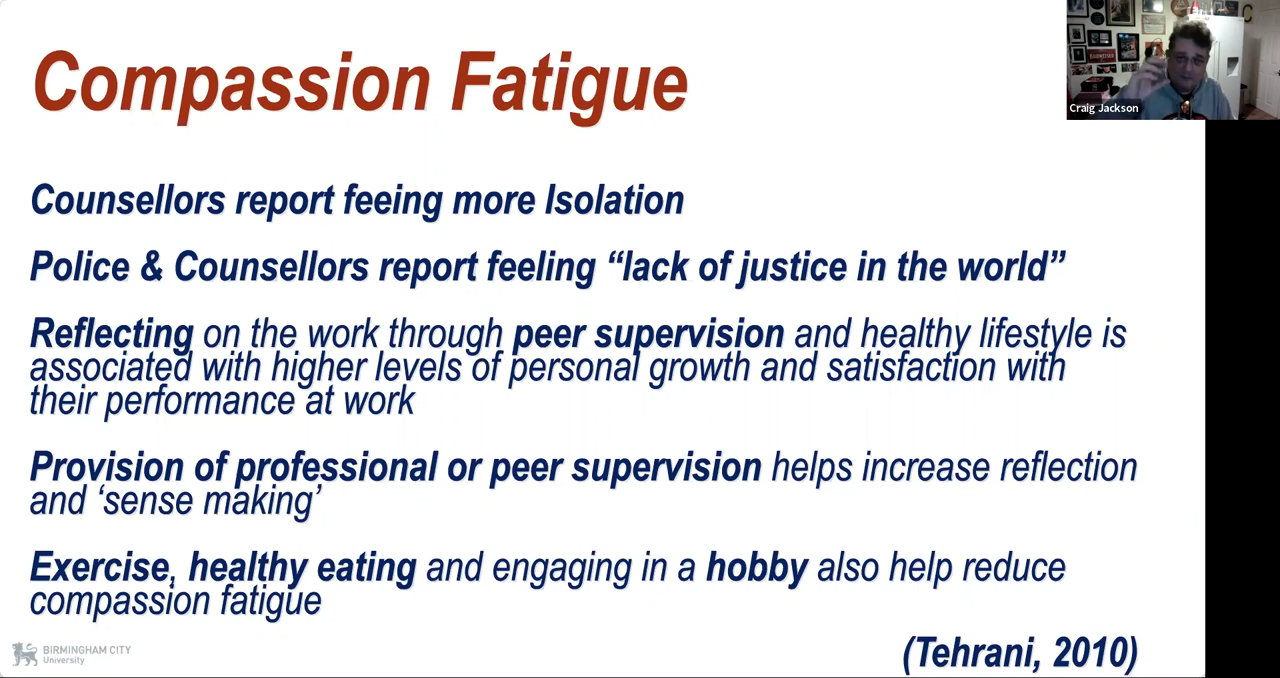 Compassion Fatigue
Craig Jackson
Counsellors report feeing more Isolation
Police & Counsellors report feeling “lack of justice in the world”
Reflecting on the work through peer supervision and healthy lifestyle is
associated with higher levels of personal growth and satisfaction with
their performance at work
Provision of professional or peer supervision helps increase reflection
and ‘sense making’
Exercise, healthy eating and engaging in a hobby also help reduce
compassion fatigue
BIRMINGHAM CITY
University
(Tehrani, 2010)